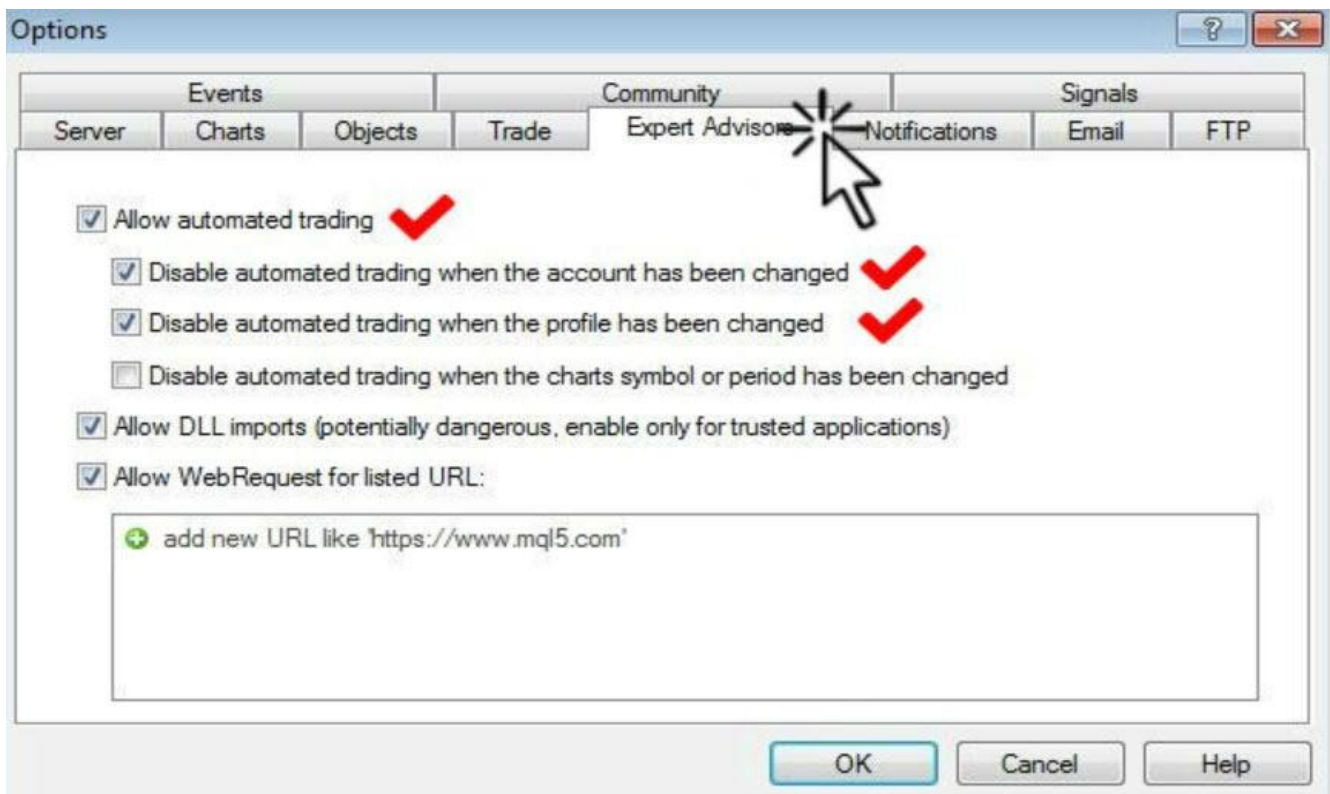 Options
Events Community Signals
Server Charts Objects Trade Expert Advisors Notifications Email FTP
Allow automated trading
Disable automated trading when the account has been changed
Disable automated trading when the profile has been changed
Disable automated trading when the charts symbol or period has been changed
Allow DLL imports (potentially dangerous, enable only for trusted applications)
Allow WebRequest for listed URL:
add new URL like 'https://www.mql5.com'
OK Cancel Help